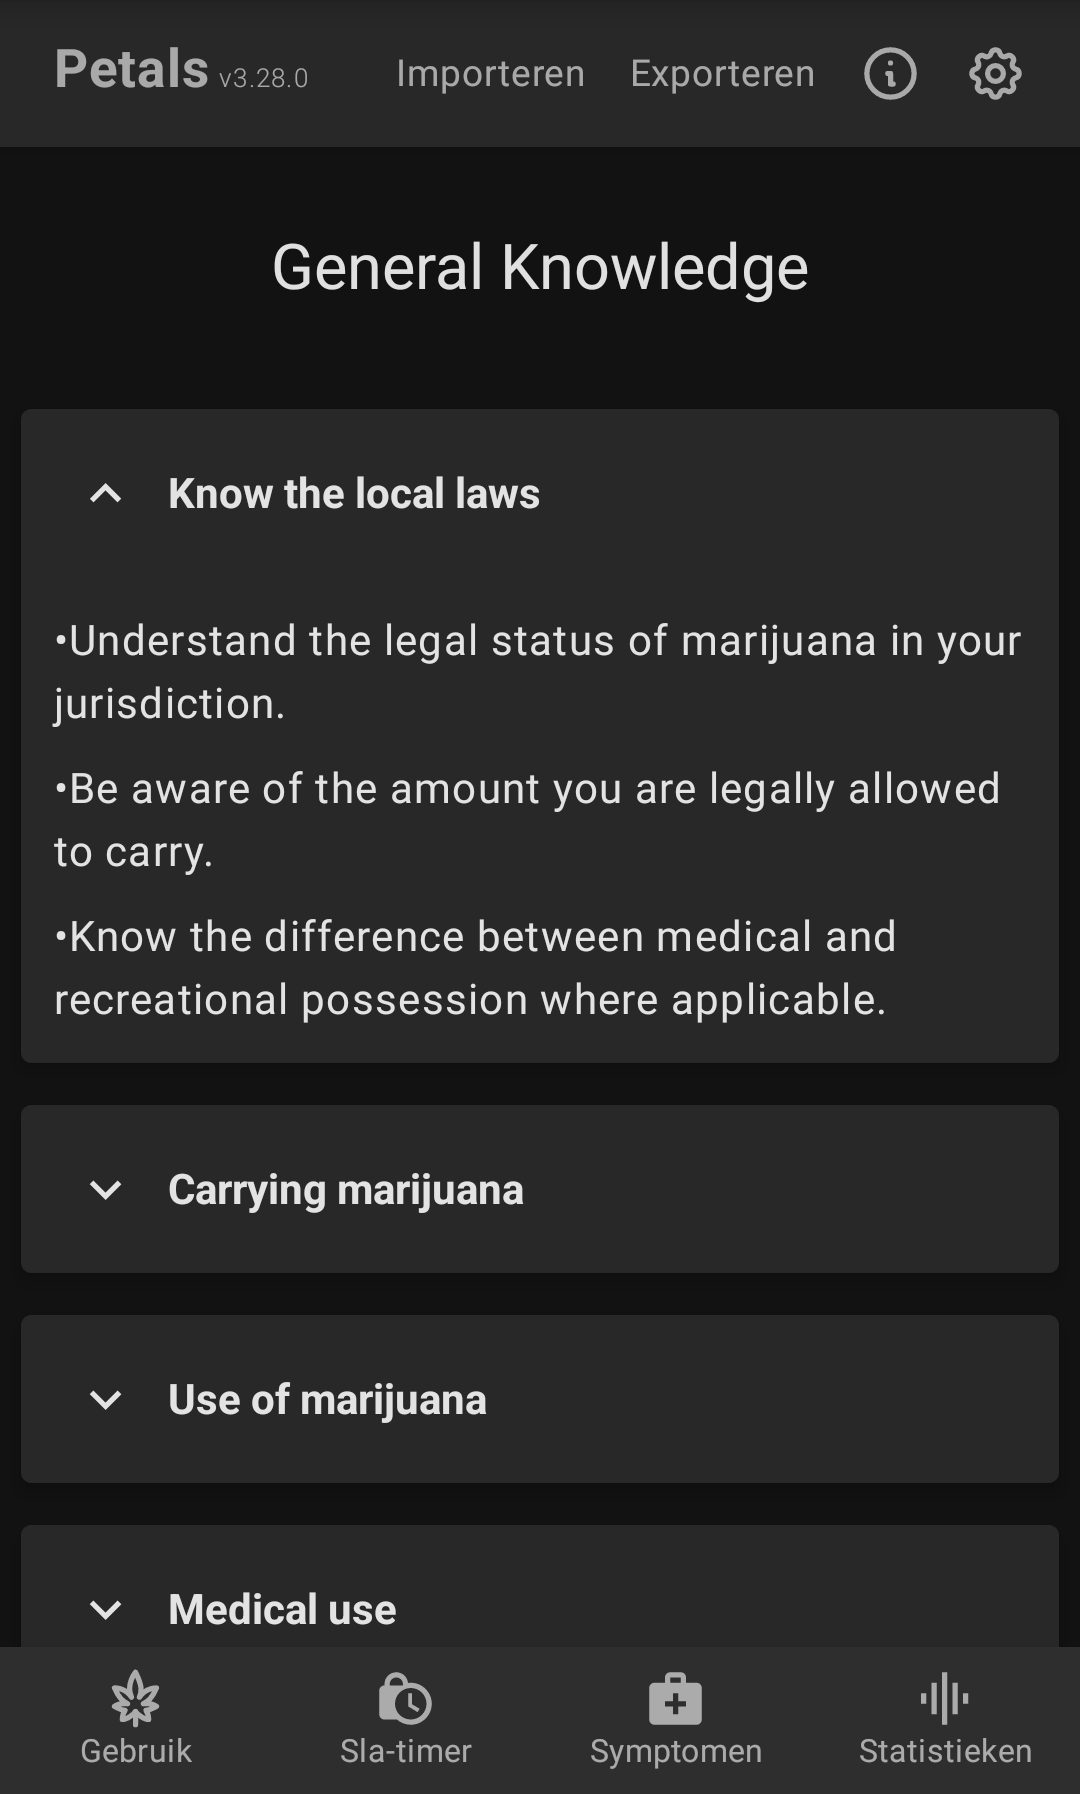 Petals v3.28.0 Importeren Exporteren
General Knowledge
Know the local laws
•Understand the legal status of marijuana in your
jurisdiction.
•Be aware of the amount you are legally allowed
to carry.
•Know the difference between medical and
recreational possession where applicable.
Carrying marijuana
Use of marijuana
Medical use
Gebruik Sla-timer Symptomen Statistieken